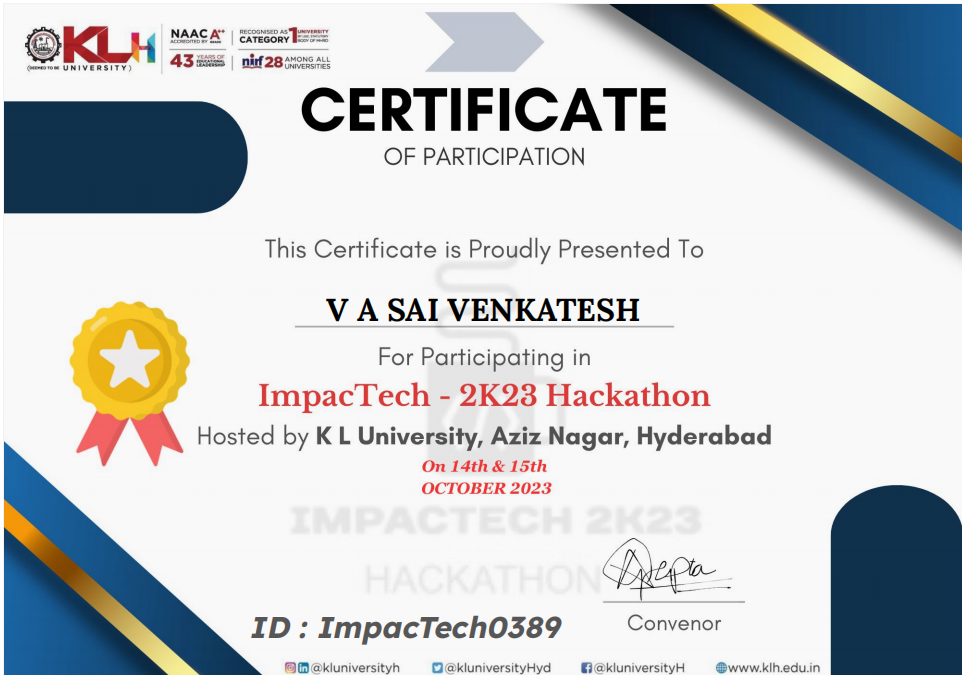 KLH
(DEEMED TO BE UNIVERSITY)
NAAC A++
ACCREDITED BY GRADE
43 YEARS OF EDUCATIONAL LEADERSHIP
RECOGNISED AS CATEGORY 1 UNIVERSITY
nirf 28 AMONG ALL UNIVERSITIES
CERTIFICATE
OF PARTICIPATION
This Certificate is Proudly Presented To
V A SAI VENKATESH
For Participating in
ImpacTech - 2K23 Hackathon
Hosted by K L University, Aziz Nagar, Hyderabad
On 14th & 15th
OCTOBER 2023
IMPACTECH 2K23
HACKATHON
Convenor
ID : ImpacTech0389
@kluniversityh @kluniversityHyd @kluniversityH www.klh.edu.in